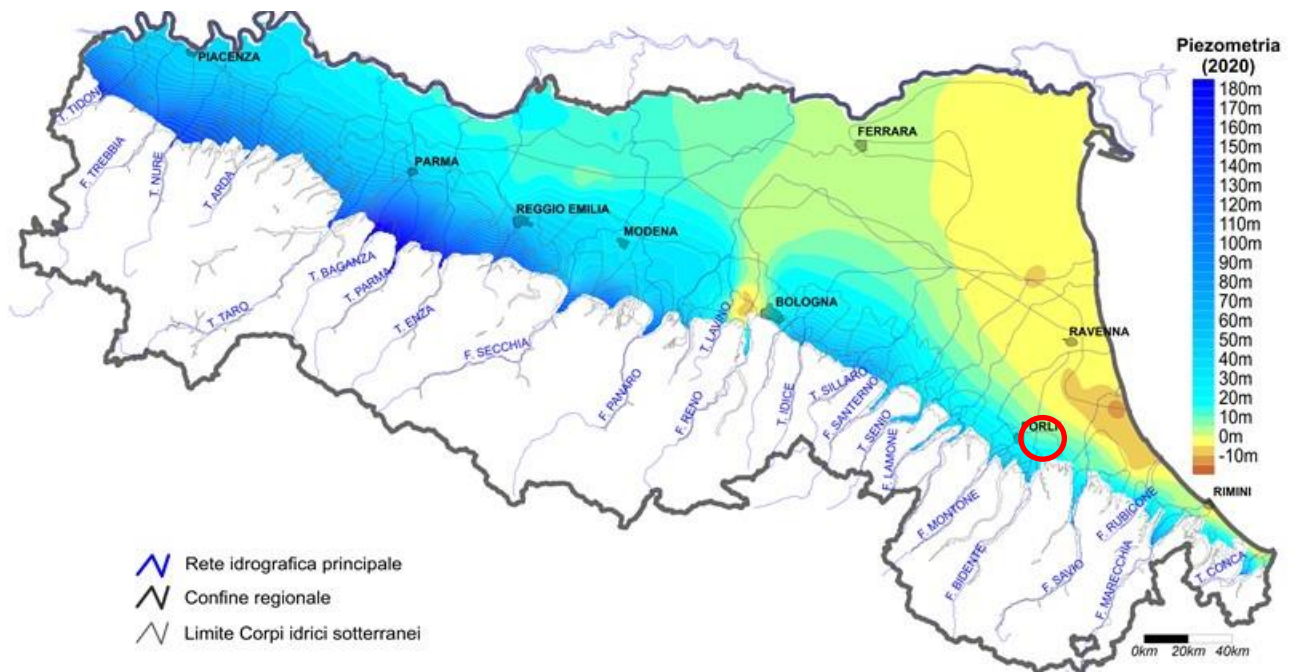 PIACENZA
T. TIDONE
F. TREBBIA
T. NURE
T. ARDA
PARMA
REGGIO EMILIA
MODENA
FERRARA
BOLOGNA
RAVENNA
RIMINI
T. TARO
T. BAGANZA
T. PARMA
T. ENZA
F. SECCHIA
F. PANARO
F. RENO
T. LAVINO
T. IDICE
T. SILLARO
F. SANTERNO
T. SENIO
F. LAMONE
F. MONTONE
F. BIDENTE
F. SAVIO
F. RUBICONE
F. MARECCHIA
T. CONCA
Piezometria
(2020)
180m
170m
160m
150m
140m
130m
120m
110m
100m
90m
80m
70m
60m
50m
40m
30m
20m
10m
0m
-10m
Rete idrografica principale
Confine regionale
Limite Corpi idrici sotterranei
0km 20km 40km